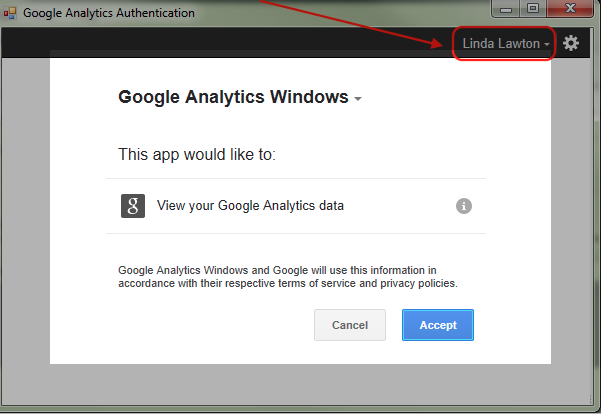 Google Analytics Authentication
Linda Lawton
Google Analytics Windows
This app would like to:
g View your Google Analytics data i
Google Analytics Windows and Google will use this information in
accordance with their respective terms of service and privacy policies.
Cancel Accept